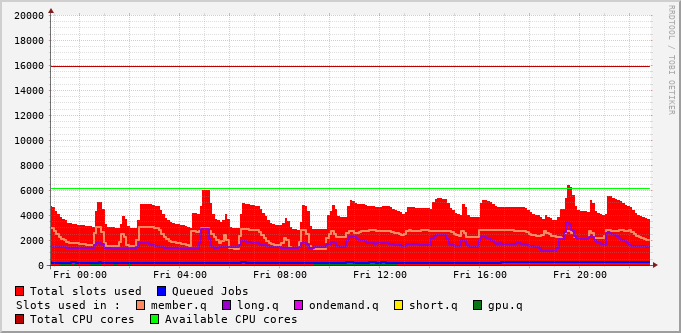 20000
18000
16000
14000
12000
10000
8000
6000
4000
2000
0
Fri 00:00 Fri 04:00 Fri 08:00 Fri 12:00 Fri 16:00 Fri 20:00
Total slots used Queued Jobs
Slots used in : member.q long.q ondemand.q short.q gpu.q
Total CPU cores Available CPU cores
RRDTOOL / TOBI OETIKER